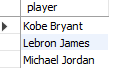 player
Kobe Bryant
Lebron James
Michael Jordan